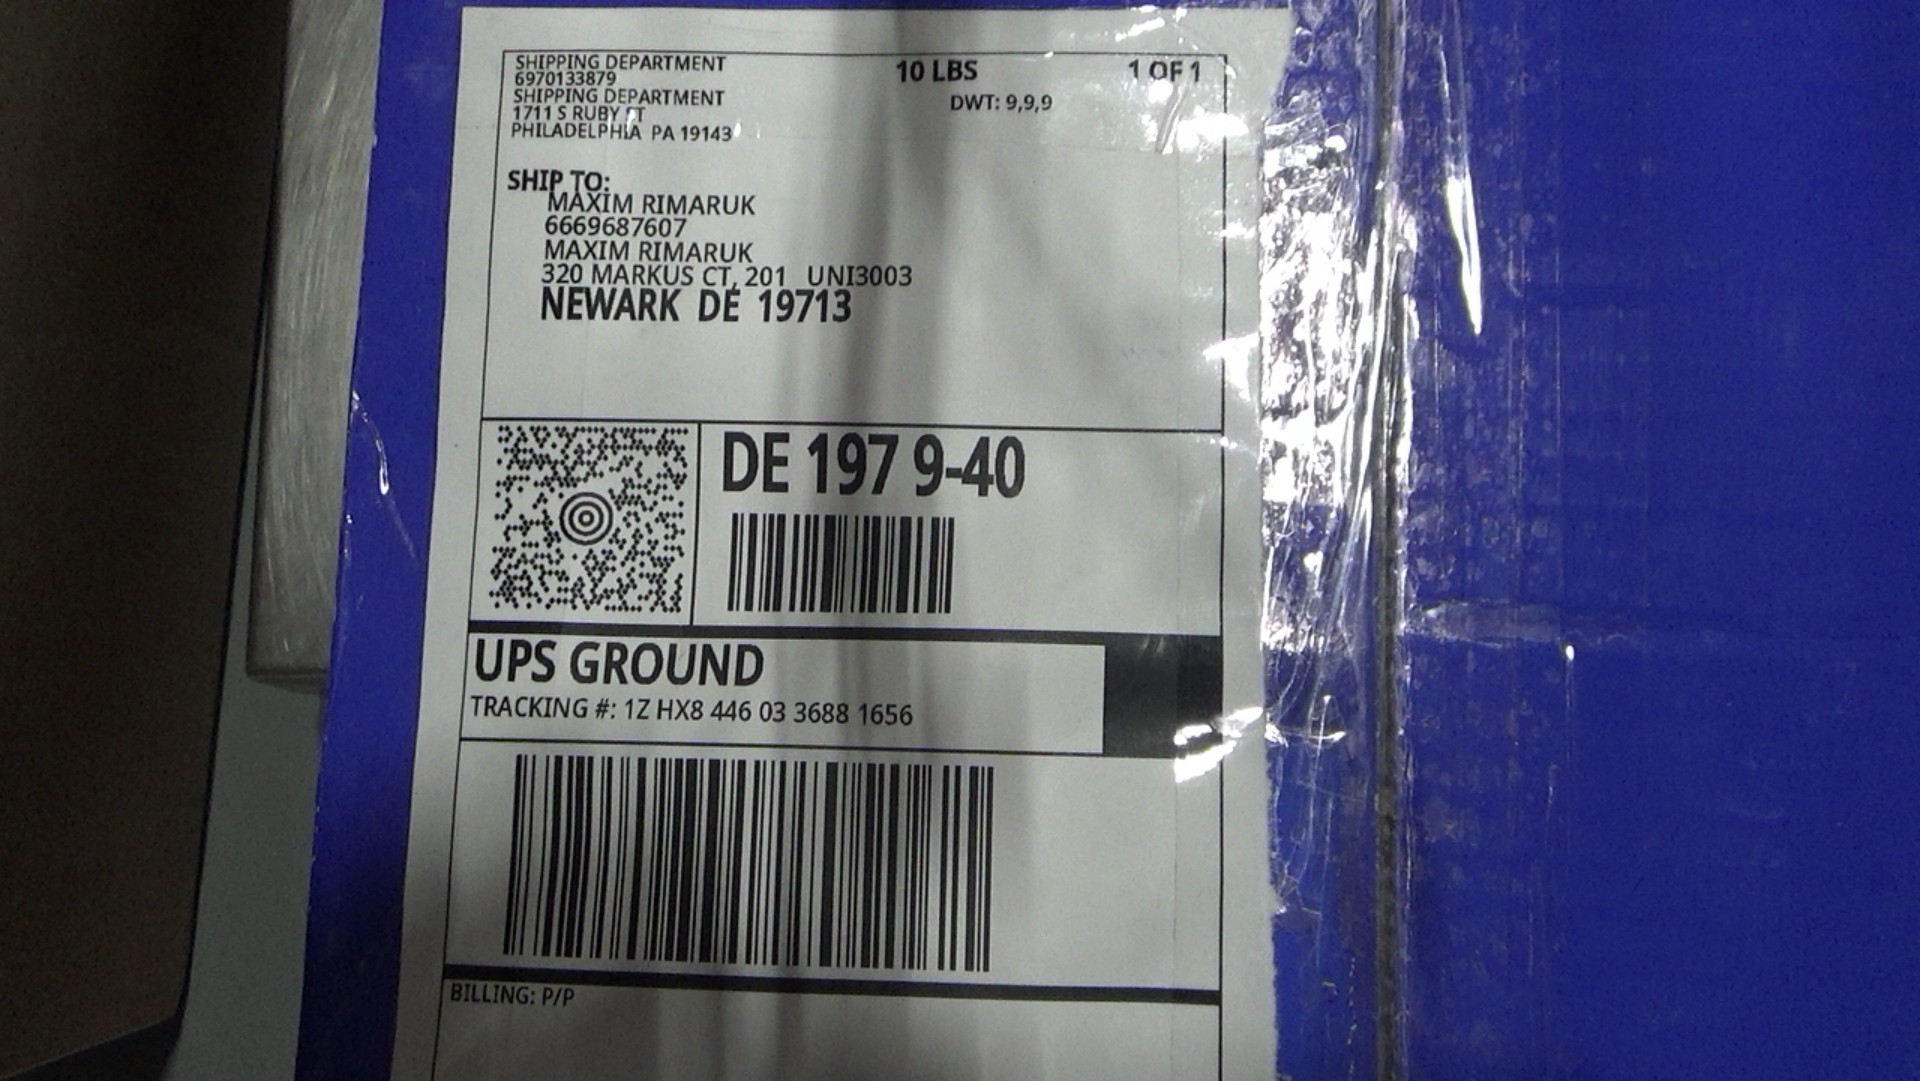 SHIPPING DEPARTMENT
6970133879
SHIPPING DEPARTMENT
1711 S RUBY ST
PHILADELPHIA PA 19143
10 LBS
1 OF 1
DWT: 9,9,9
SHIP TO:
MAXIM RIMARUK
6669687607
MAXIM RIMARUK
320 MARKUS CT, 201 UNI3003
NEWARK DE 19713
DE 197 9-40
UPS GROUND
TRACKING #: 1Z HX8 446 03 3688 1656
BILLING: P/P